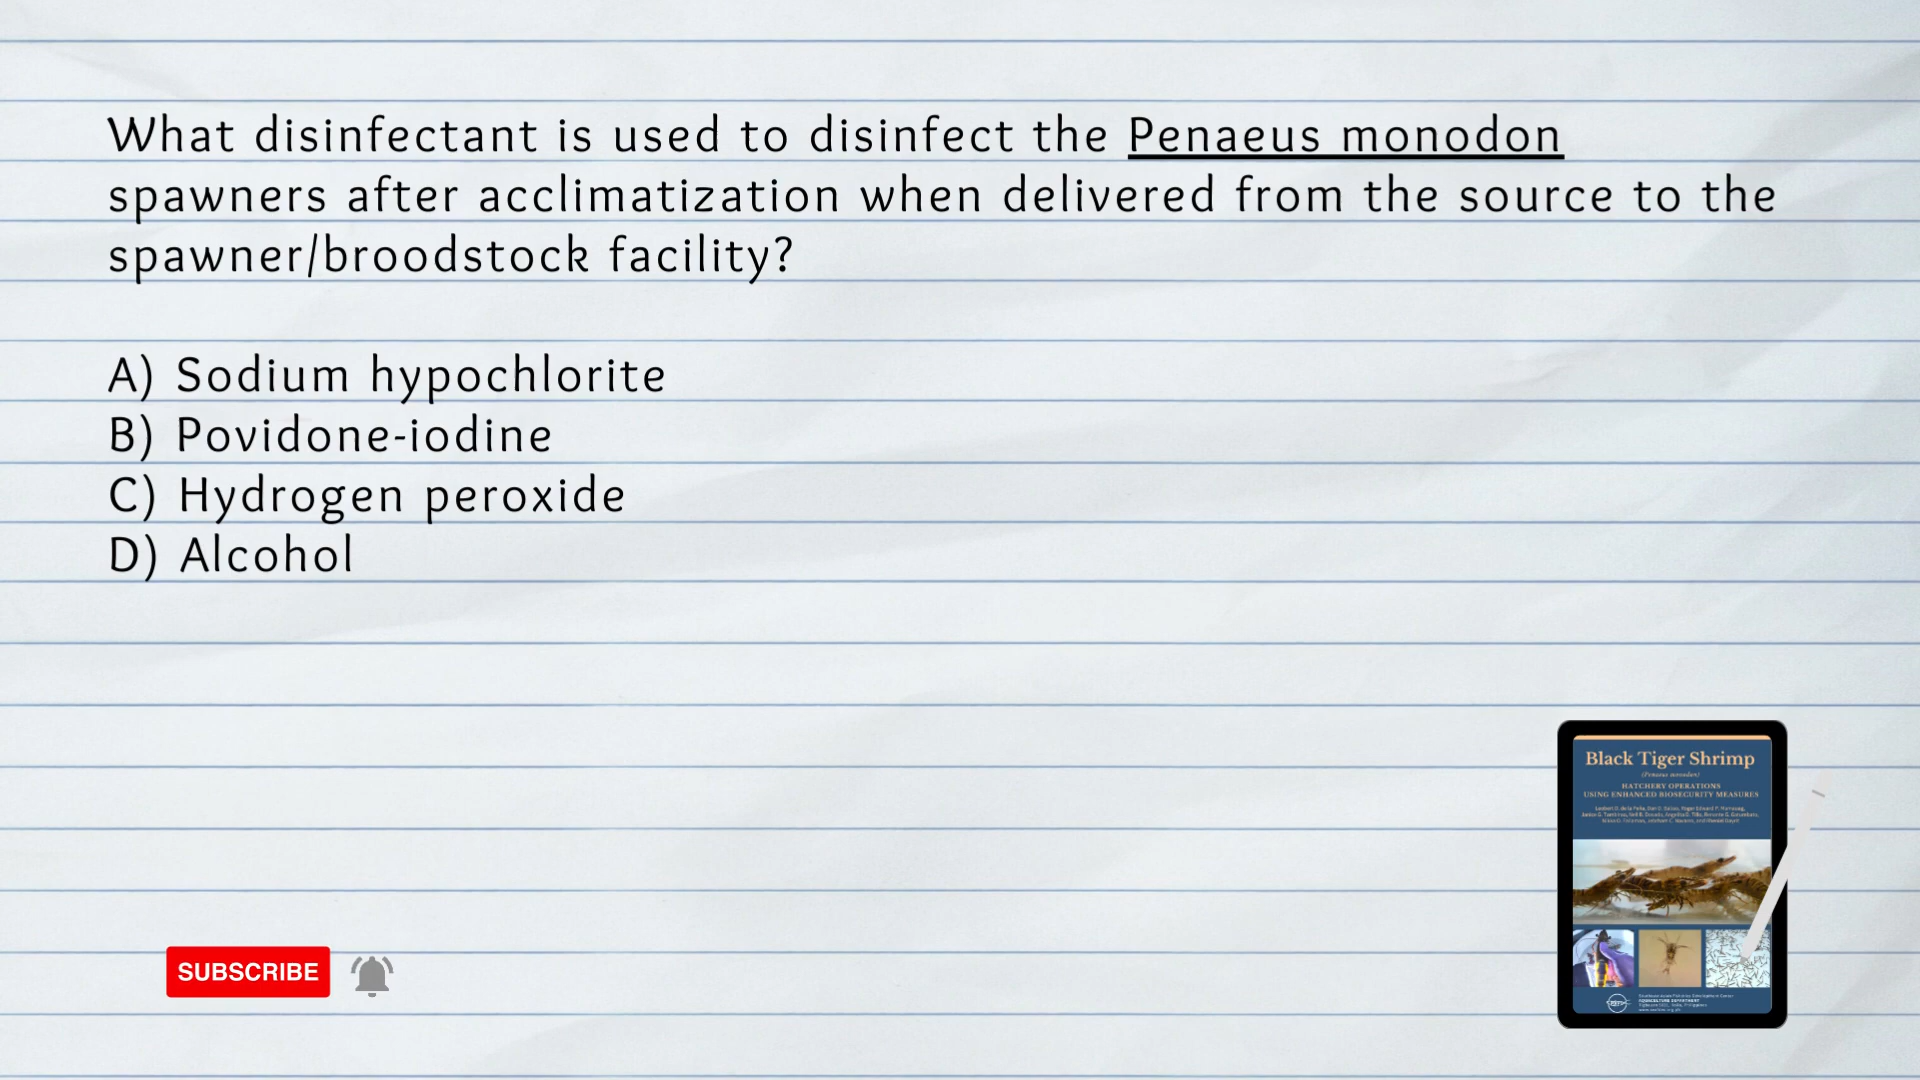 What disinfectant is used to disinfect the Penaeus monodon
spawners after acclimatization when delivered from the source to the
spawner/broodstock facility?
A) Sodium hypochlorite
B) Povidone-iodine
C) Hydrogen peroxide
D) Alcohol
Black Tiger Shrimp
(Penaeus monodon)
HATCHERY OPERATIONS
USING ENHANCED BIOSECURITY MEASURES
SUBSCRIBE